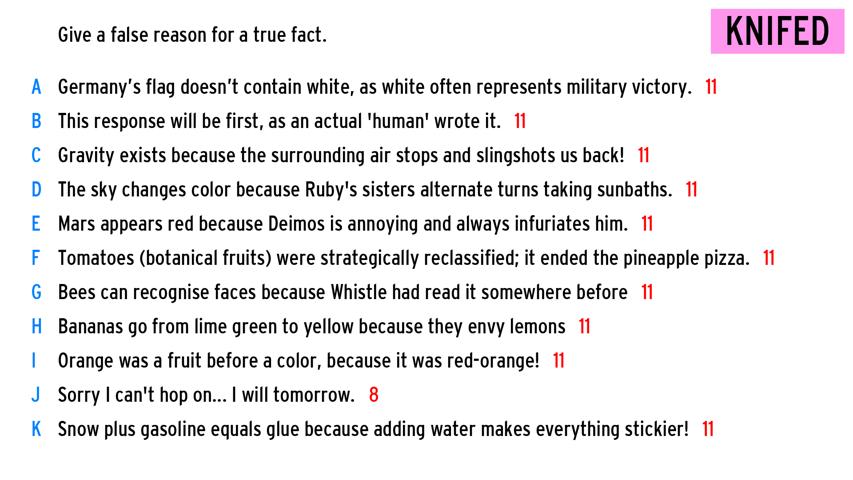 Give a false reason for a true fact.
KNIFED
A Germany's flag doesn't contain white, as white often represents military victory. 11
B This response will be first, as an actual 'human' wrote it. 11
C Gravity exists because the surrounding air stops and slingshots us back! 11
D The sky changes color because Ruby's sisters alternate turns taking sunbaths. 11
E Mars appears red because Deimos is annoying and always infuriates him. 11
F Tomatoes (botanical fruits) were strategically reclassified; it ended the pineapple pizza. 11
G Bees can recognise faces because Whistle had read it somewhere before 11
H Bananas go from lime green to yellow because they envy lemons 11
I Orange was a fruit before a color, because it was red-orange! 11
J Sorry I can't hop on... I will tomorrow. 8
K Snow plus gasoline equals glue because adding water makes everything stickier! 11